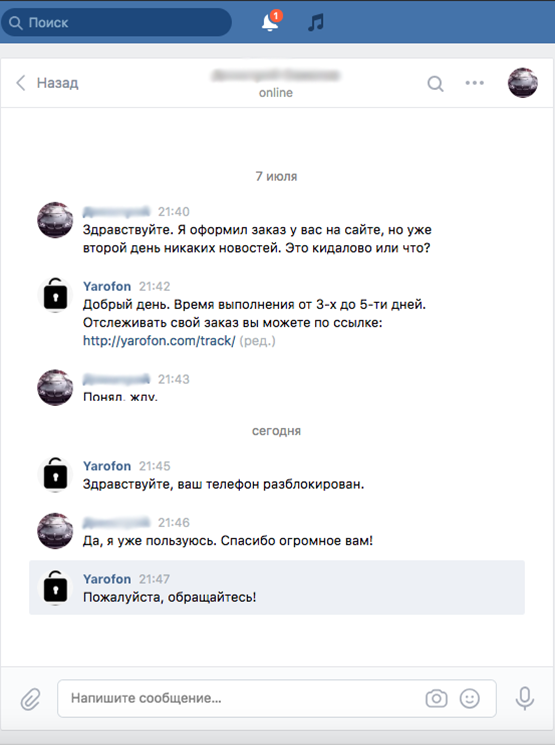 Поиск
1
Назад
online
7 июля
21:40
Здравствуйте. Я оформил заказ у вас на сайте, но уже
второй день никаких новостей. Это кидалово или что?
Yarofon 21:42
Добрый день. Время выполнения от 3-х до 5-ти дней.
Отслеживать свой заказ вы можете по ссылке:
http://yarofon.com/track/ (ред.)
21:43
Понял, жду.
сегодня
Yarofon 21:45
Здравствуйте, ваш телефон разблокирован.
21:46
Да, я уже пользуюсь. Спасибо огромное вам!
Yarofon 21:47
Пожалуйста, обращайтесь!
Напишите сообщение...